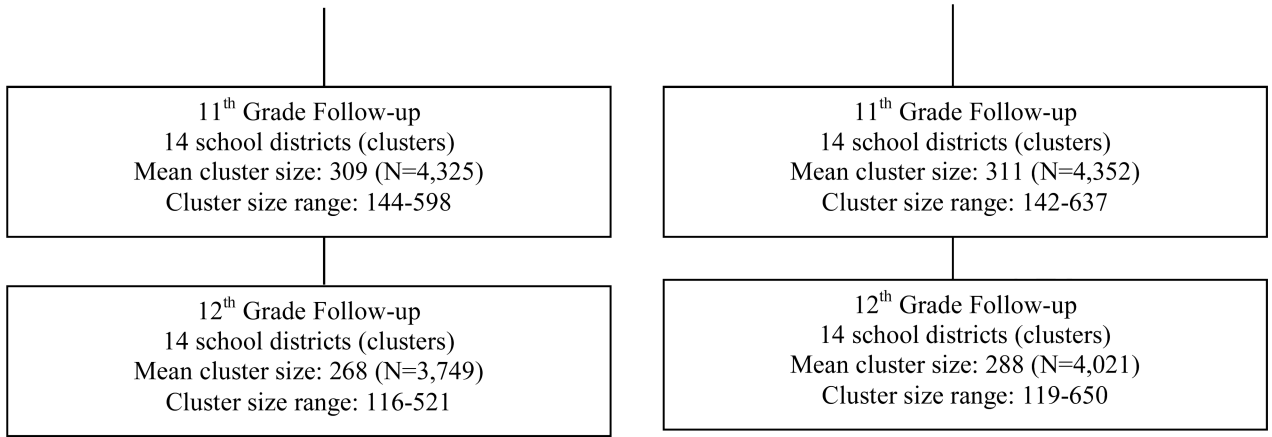 11th Grade Follow-up
14 school districts (clusters)
Mean cluster size: 309 (N=4,325)
Cluster size range: 144-598
11th Grade Follow-up
14 school districts (clusters)
Mean cluster size: 311 (N=4,352)
Cluster size range: 142-637
12th Grade Follow-up
14 school districts (clusters)
Mean cluster size: 268 (N=3,749)
Cluster size range: 116-521
12th Grade Follow-up
14 school districts (clusters)
Mean cluster size: 288 (N=4,021)
Cluster size range: 119-650